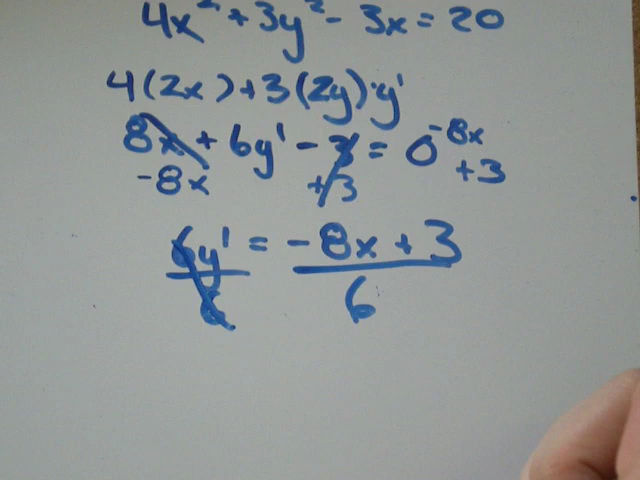 4x² + 3y² - 3x = 20
4(2x) + 3(2y)·y'
8x + 6y' - 3 = 0 -8x
-8x +3 +3
6y' = -8x + 3
6 6